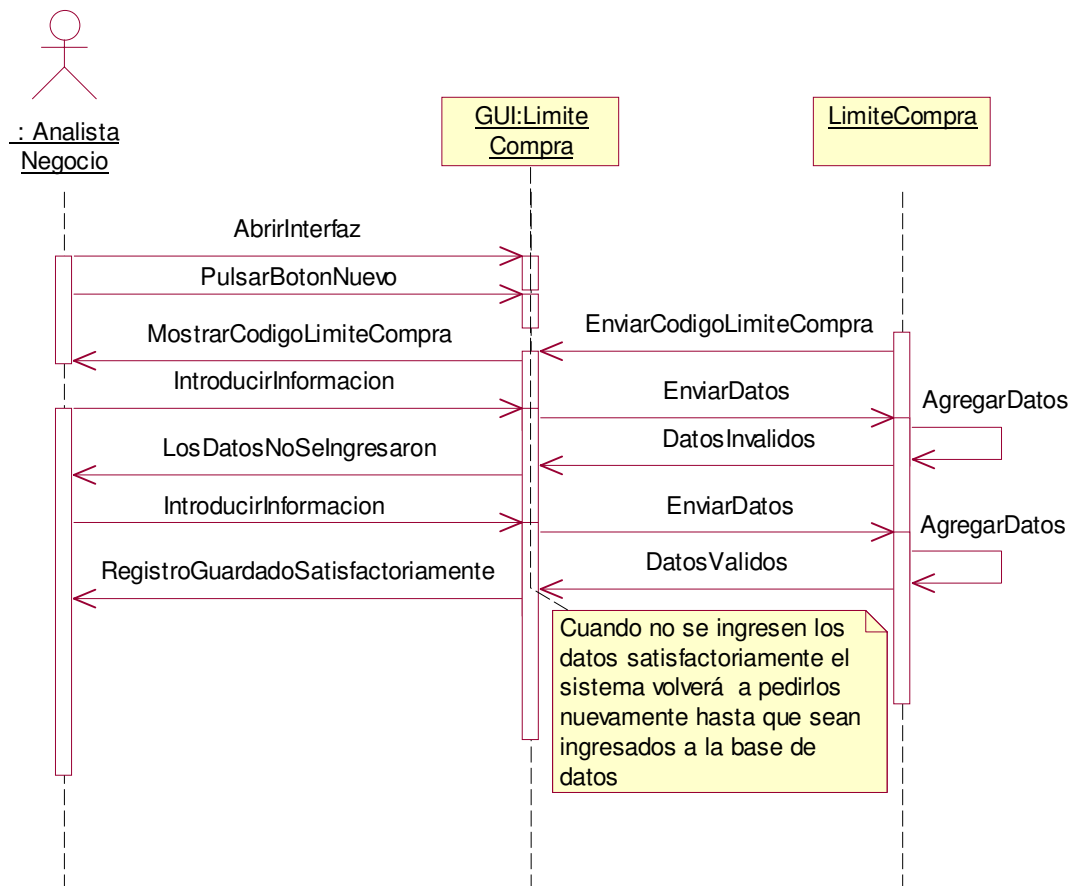 _ : Analista
Negocio
GUI:Limite
Compra
LimiteCompra
AbrirInterfaz
PulsarBotonNuevo
EnviarCodigoLimiteCompra
MostrarCodigoLimiteCompra
IntroducirInformacion
EnviarDatos
AgregarDatos
DatosInvalidos
LosDatosNoSeIngresaron
IntroducirInformacion
EnviarDatos
AgregarDatos
DatosValidos
RegistroGuardadoSatisfactoriamente
Cuando no se ingresen los
datos satisfactoriamente el
sistema volverá a pedirlos
nuevamente hasta que sean
ingresados a la base de
datos